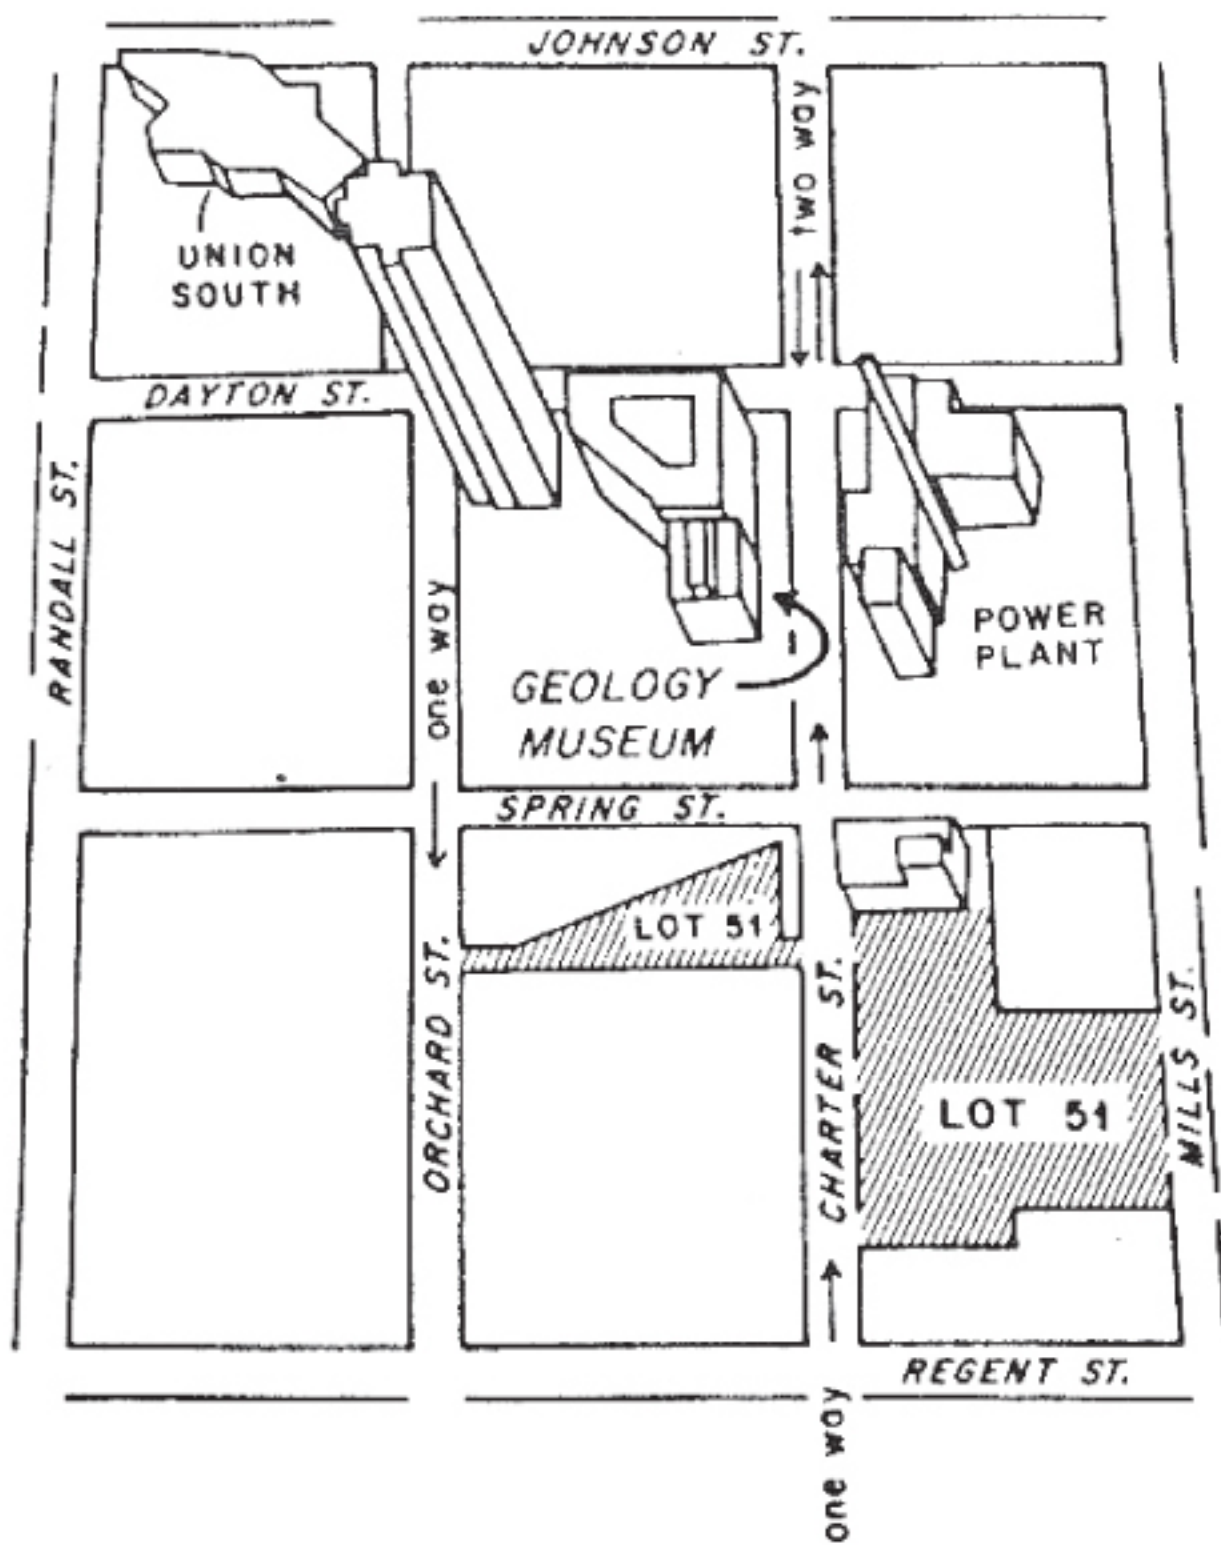 JOHNSON ST.
two way
UNION
SOUTH
DAYTON ST.
RANDALL ST.
one way
POWER
PLANT
GEOLOGY
MUSEUM
SPRING ST.
LOT 51
ORCHARD ST.
CHARTER ST.
MILLS ST.
LOT 51
REGENT ST.
one way